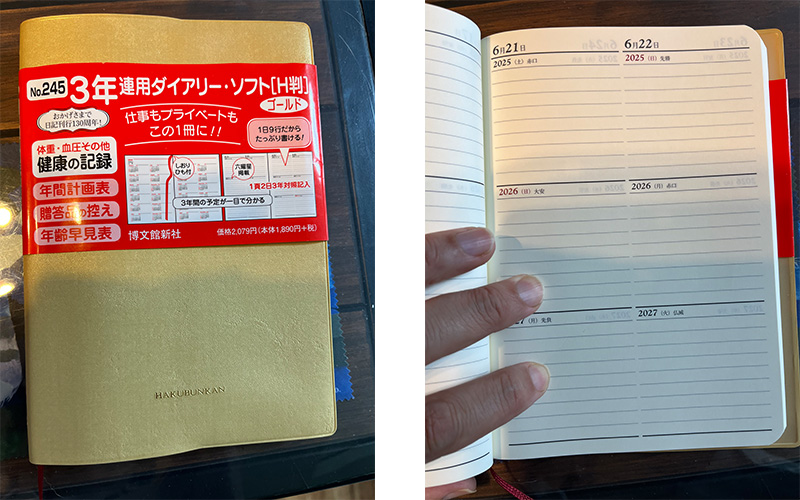 No.245
3年連用ダイアリー・ソフト[H判]
ゴールド
おかげさまで
日記刊行130周年!
仕事もプライベートも
この1冊に!!
体重・血圧その他
健康の記録
年間計画表
贈答品の控え
年齢早見表
1日9行だから
たっぷり書ける!
しおり
ひも付
六曜星
掲載
1頁2日3年対照記入
3年間の予定が一目で分かる
博文館新社
価格2,079円(本体1,890円+税)
HAKUBUNKAN
6月21日
2025(土)赤口
2026(日)大安
27(月)先負
6月22日
2025(日)先勝
2026(月)赤口
2027(火)仏滅